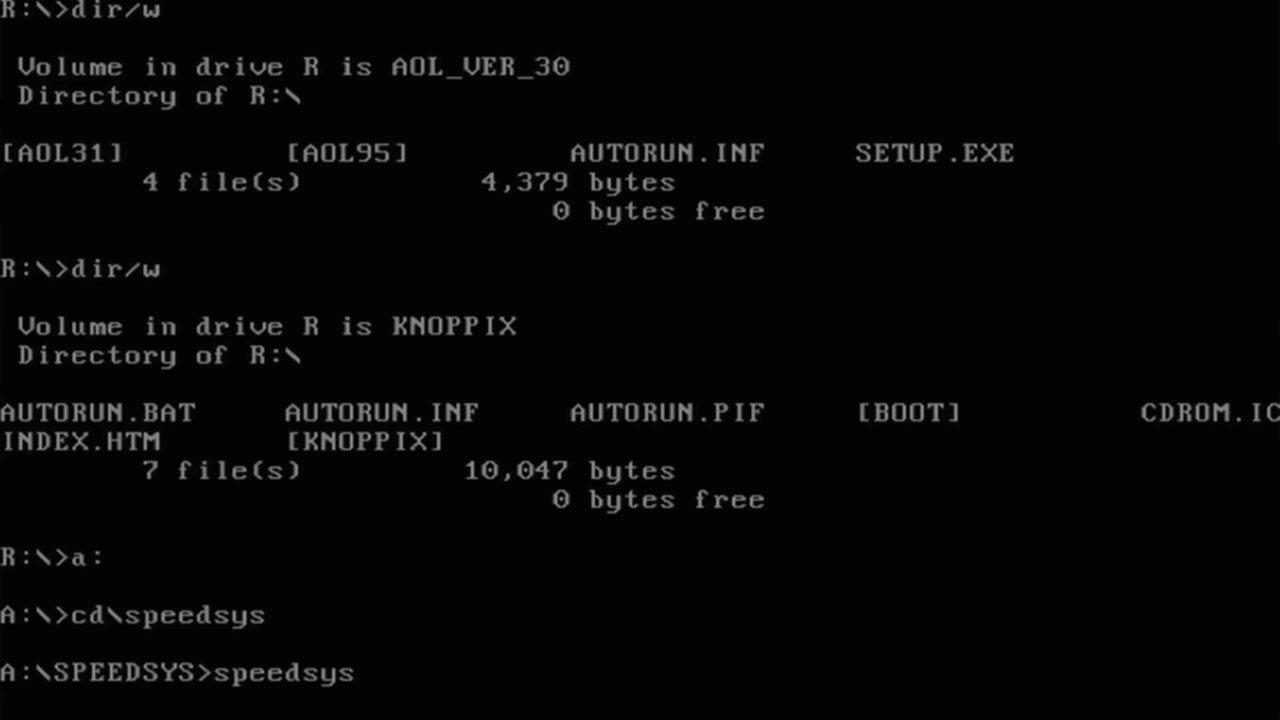 R:\>dir/w
Volume in drive R is AOL_VER_30
Directory of R:\
[AOL31] [AOL95] AUTORUN.INF SETUP.EXE
4 file(s) 4,379 bytes
0 bytes free
R:\>dir/w
Volume in drive R is KNOPPIX
Directory of R:\
AUTORUN.BAT AUTORUN.INF AUTORUN.PIF [BOOT] CDROM.IC
INDEX.HTM [KNOPPIX]
7 file(s) 10,047 bytes
0 bytes free
R:\>a:
A:\>cd\speedsys
A:\SPEEDSYS>speedsys